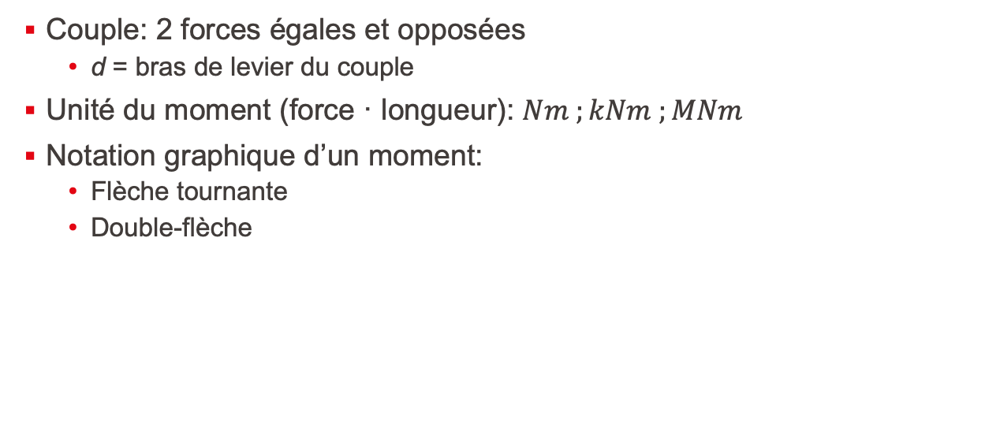 ▪ Couple: 2 forces égales et opposées
• d = bras de levier du couple
▪ Unité du moment (force · longueur): Nm ; kNm ; MNm
▪ Notation graphique d’un moment:
• Flèche tournante
• Double-flèche